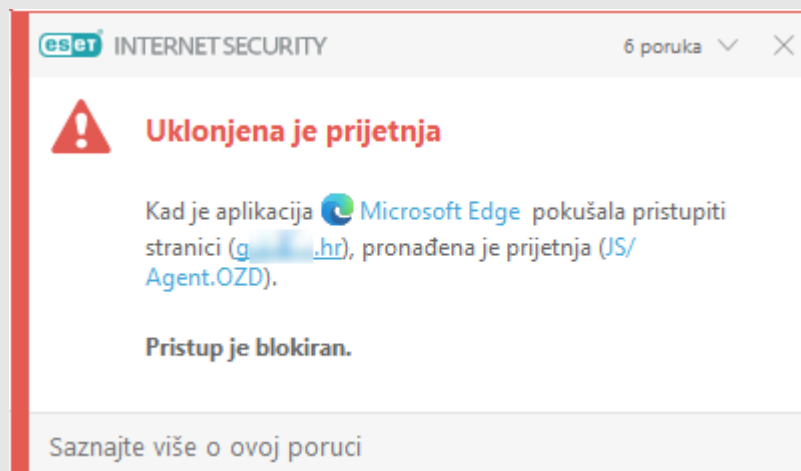 eseT INTERNET SECURITY 6 poruka
Uklonjena je prijetnja
Kad je aplikacija Microsoft Edge pokušala pristupiti
stranici (g .hr), pronađena je prijetnja (JS/
Agent.OZD).
Pristup je blokiran.
Saznajte više o ovoj poruci